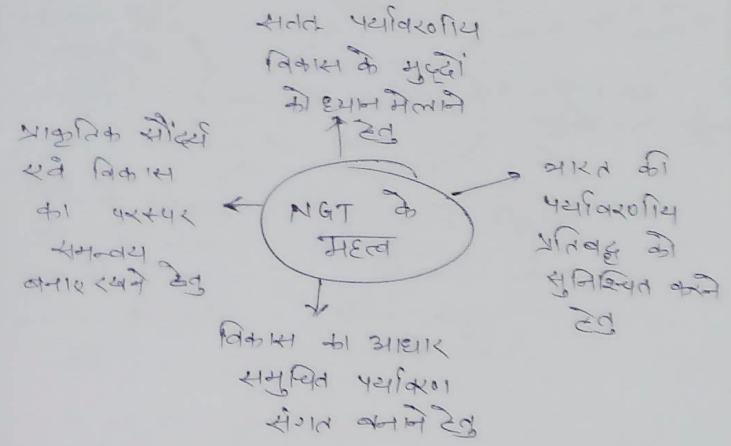 सतत पर्यावरणीय
विकास के मुद्दों
को ध्यान मे लाने
हेतु
प्राकृतिक सौंदर्य
एवं विकास
का परस्पर
समन्वय
बनाए रखने हेतु
NGT के
महत्व
भारत की
पर्यावरणीय
प्रतिबद्ध को
सुनिश्चित करने
हेतु
विकास का आधार
समुचित पर्यावरण
संगत बनाने हेतु